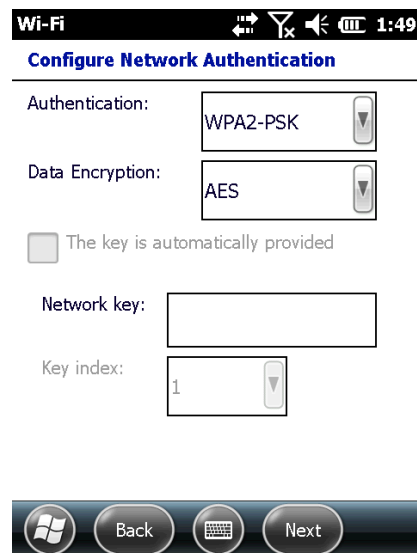 Wi-Fi 1:49
Configure Network Authentication
Authentication: WPA2-PSK
Data Encryption: AES
The key is automatically provided
Network key:
Key index: 1
Back Next